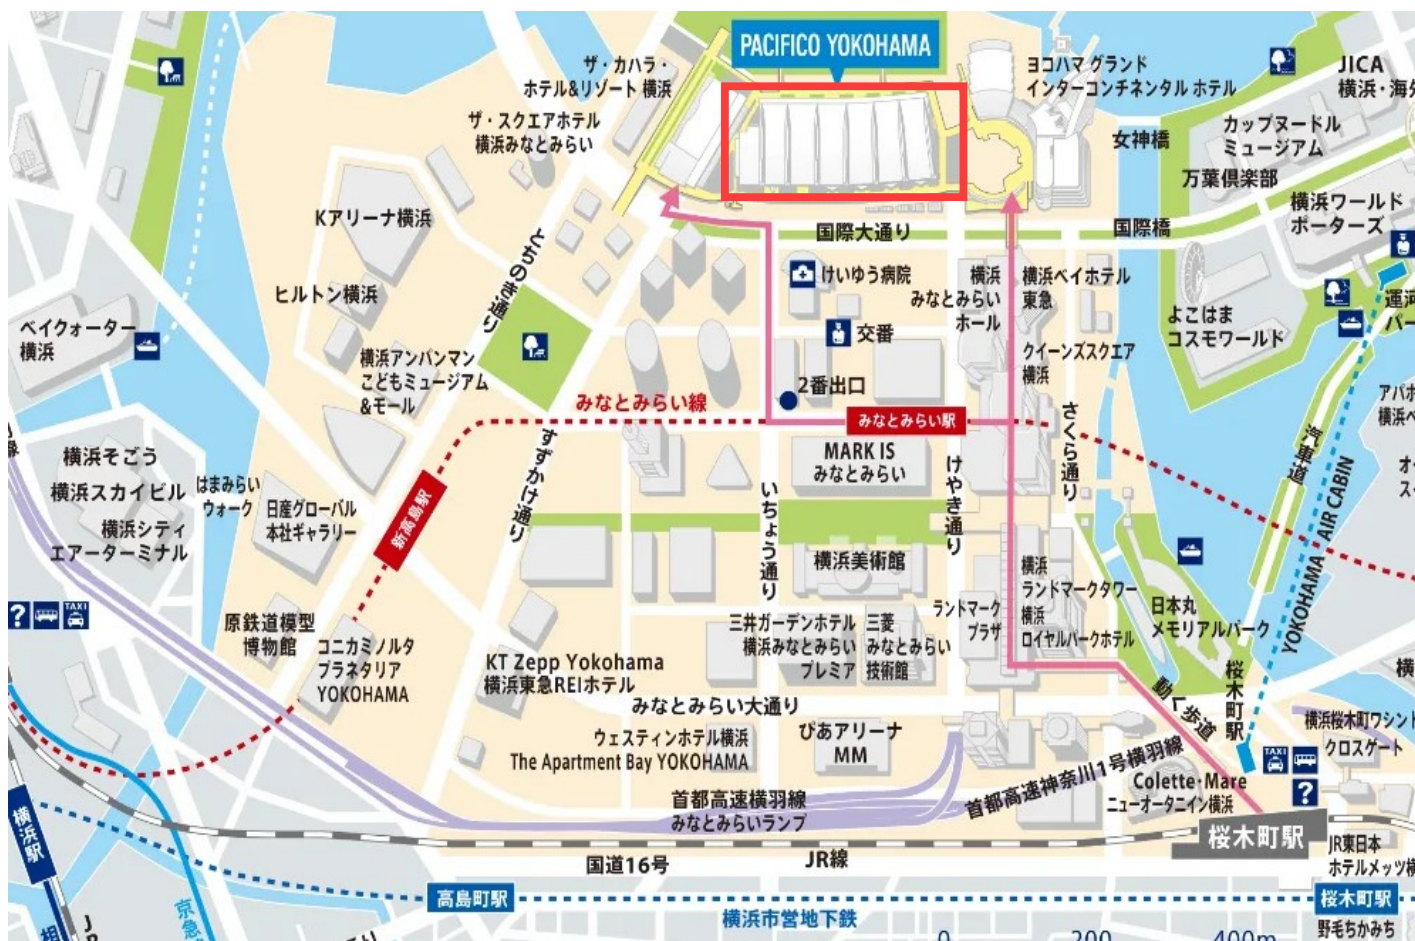 PACIFICO YOKOHAMA
ザ・カハラ・
ホテル&リゾート 横浜
ザ・スクエアホテル
横浜みなとみらい
ヨコハマ グランド
インターコンチネンタル ホテル
JICA
横浜・海外
女神橋
カップヌードル
ミュージアム
万葉倶楽部
横浜ワールド
ポーターズ
国際橋
国際大通り
Kアリーナ横浜
とちのき通り
ヒルトン横浜
ベイクォーター
横浜
横浜アンパンマン
こどもミュージアム
&モール
けいゆう病院
交番
2番出口
横浜
みなとみらい
ホール
横浜ベイホテル
東急
クイーンズスクエア
横浜
よこはま
コスモワールド
運河
パー
アパホ
横浜ベ
みなとみらい線
みなとみらい駅
MARK IS
みなとみらい
さくら通り
けやき通り
いちょう通り
すずかけ通り
汽車道
YOKOHAMA AIR CABIN
オー
スク
横浜そごう
横浜スカイビル
横浜シティ
エアーターミナル
はまみらい
ウォーク
日産グローバル
本社ギャラリー
新高島駅
横浜美術館
横浜
ランドマークタワー
横浜
ロイヤルパークホテル
ランドマーク
プラザ
日本丸
メモリアルパーク
? TAXI
原鉄道模型
博物館
コニカミノルタ
プラネタリア
YOKOHAMA
KT Zepp Yokohama
横浜東急REIホテル
三井ガーデンホテル
横浜みなとみらい
プレミア
三菱
みなとみらい
技術館
みなとみらい大通り
動く歩道
桜木町駅
横
ウェスティンホテル横浜
The Apartment Bay YOKOHAMA
ぴあアリーナ
MM
横浜桜木町ワシント
クロスゲート
TAXI
?
首都高速神奈川1号横羽線
Colette・Mare
ニューオータニイン横浜
首都高速横羽線
みなとみらいランプ
横浜駅
桜木町駅
JR東日本
ホテルメッツ横
国道16号
JR線
高島町駅
桜木町駅
横浜市営地下鉄
野毛ちかみち
京急
相
0 200 400m